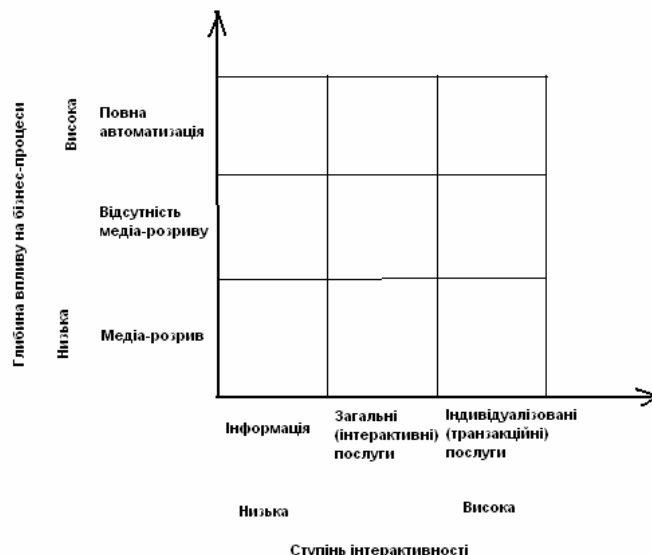 Глибина впливу на бізнес-процеси
Висока
Низька
Повна
автоматизація
Відсутність
медіа-розриву
Медіа-розрив
Інформація
Загальні
(інтерактивні)
послуги
Індивідуалізовані
(транзакційні)
послуги
Низька
Висока
Ступінь інтерактивності